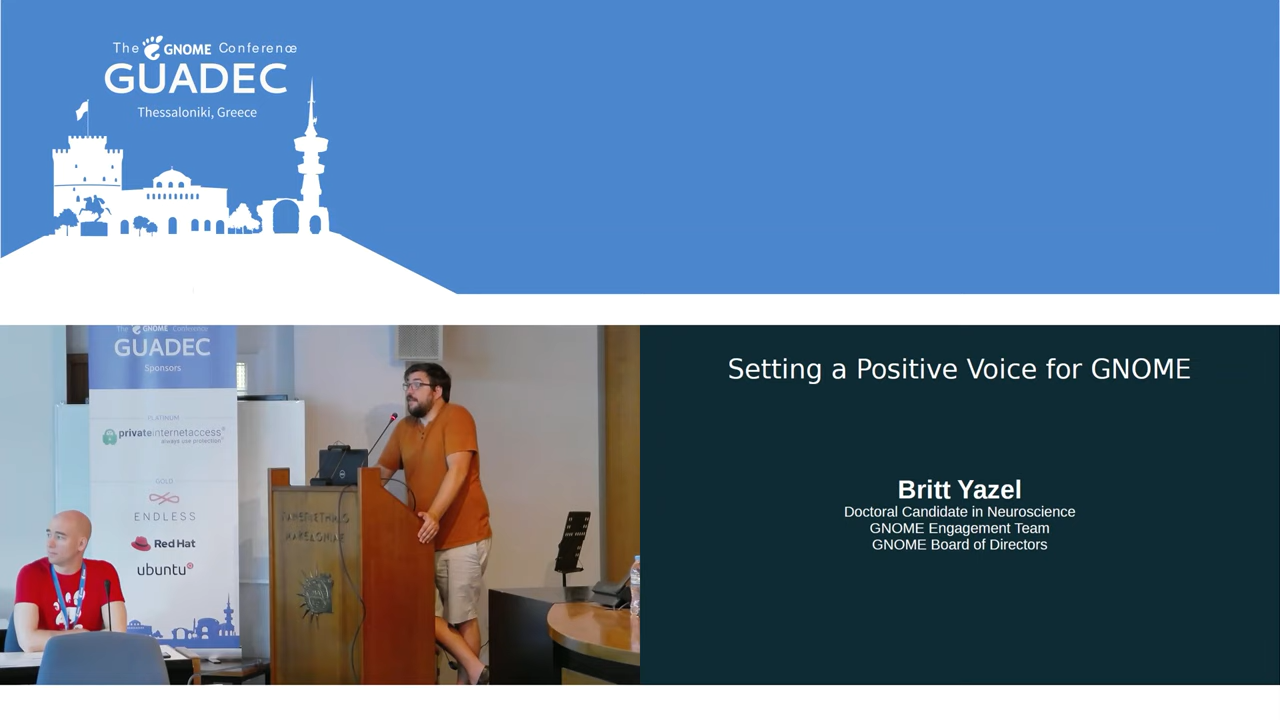 The GNOME Conference
GUADEC
Thessaloniki, Greece
The GNOME Conference
GUADEC
Sponsors
PLATINUM
privateinternetaccess®
always use protection®
GOLD
ENDLESS
Red Hat
ubuntu®
Setting a Positive Voice for GNOME
Britt Yazel
Doctoral Candidate in Neuroscience
GNOME Engagement Team
GNOME Board of Directors